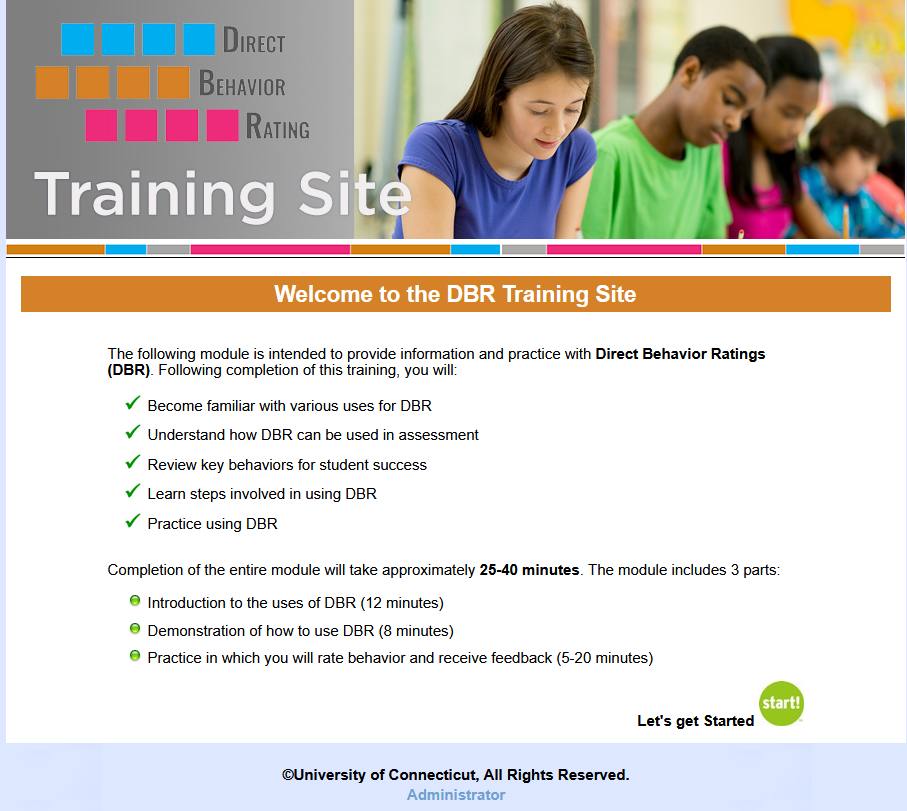 DIRECT
BEHAVIOR
RATING
Training Site
Welcome to the DBR Training Site
The following module is intended to provide information and practice with Direct Behavior Ratings
(DBR). Following completion of this training, you will:
Become familiar with various uses for DBR
Understand how DBR can be used in assessment
Review key behaviors for student success
Learn steps involved in using DBR
Practice using DBR
Completion of the entire module will take approximately 25-40 minutes. The module includes 3 parts:
Introduction to the uses of DBR (12 minutes)
Demonstration of how to use DBR (8 minutes)
Practice in which you will rate behavior and receive feedback (5-20 minutes)
Let's get Started start!
©University of Connecticut, All Rights Reserved.
Administrator